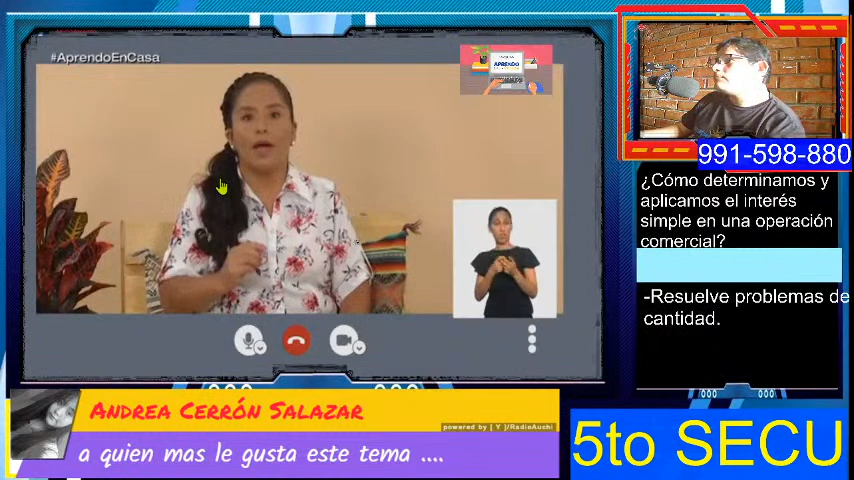 #AprendoEnCasa
APRENDO
991-598-880
¿Cómo determinamos y
aplicamos el interés
simple en una operación
comercial?
-Resuelve problemas de
cantidad.
ANDREA CERRÓN SALAZAR
powered by [ Y ]/RadioAuchi
a quien mas le gusta este tema ....
5to SECU